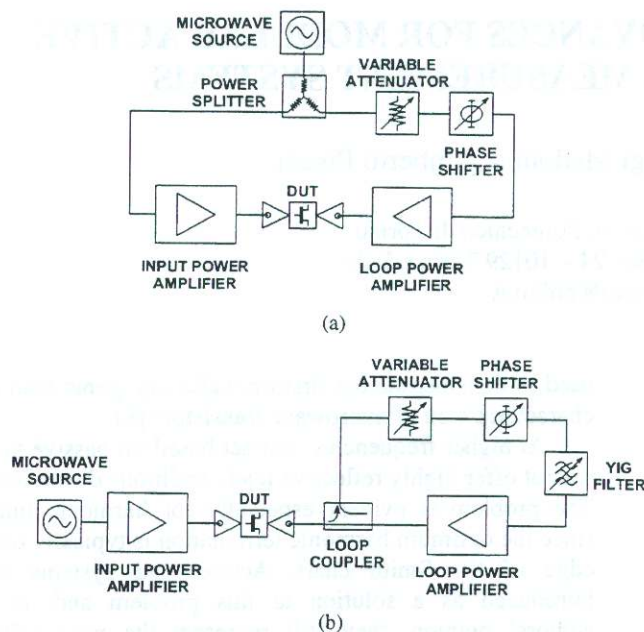 MICROWAVE
SOURCE
POWER
SPLITTER
VARIABLE
ATTENUATOR
PHASE
SHIFTER
DUT
INPUT POWER
AMPLIFIER
LOOP POWER
AMPLIFIER
(a)
VARIABLE
ATTENUATOR
PHASE
SHIFTER
MICROWAVE
SOURCE
DUT
YIG
FILTER
INPUT POWER
AMPLIFIER
LOOP
COUPLER
LOOP POWER
AMPLIFIER
(b)